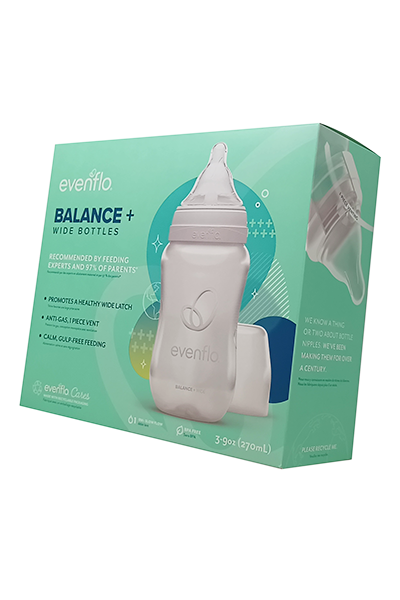 evenflo.
BALANCE +
WIDE BOTTLES
RECOMMENDED BY FEEDING
EXPERTS AND 97% OF PARENTS*
• PROMOTES A HEALTHY WIDE LATCH
• ANTI-GAS, 1 PIECE VENT
• CALM, GULP-FREE FEEDING
evenflo Cares
evenflo
BALANCE
3-9oz (270mL)
WE KNOW A THING
OR TWO ABOUT BOTTLE
NIPPLES. WE'VE BEEN
MAKING THEM FOR OVER
A CENTURY.
PLEASE RECYCLE ME.